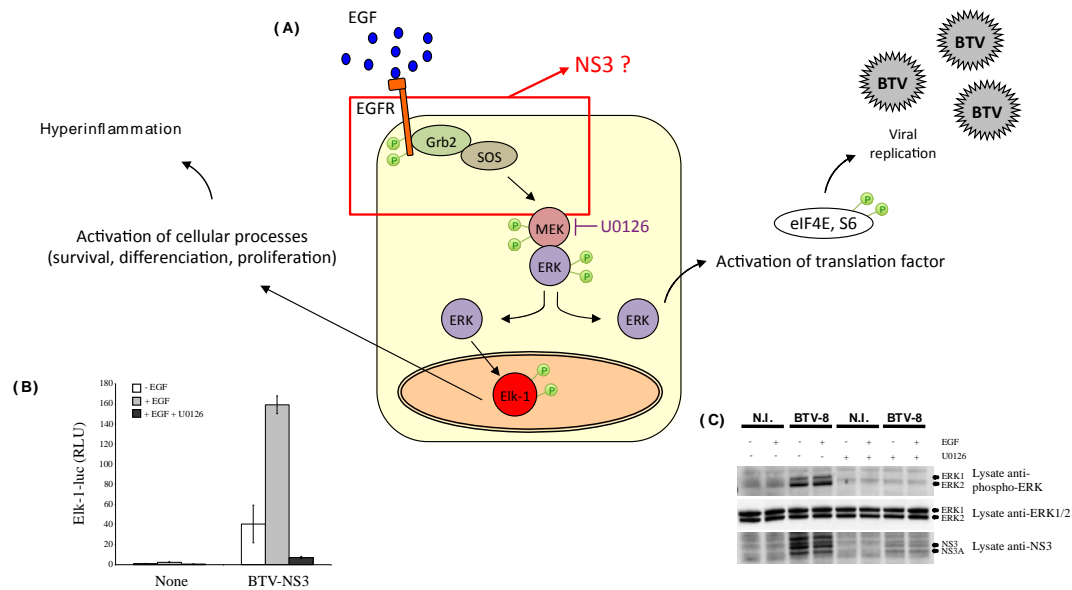 (A)
EGF
NS3 ?
EGFR
P
P
Grb2
SOS
Hyperinflammation
BTV
BTV
BTV
Viral
replication
P
P
eIF4E, S6
P
P
MEK
U0126
ERK
P
P
Activation of cellular processes
(survival, differenciation, proliferation)
Activation of translation factor
ERK
ERK
P
P
Elk-1
(B)
180
160
140
120
100
80
60
40
20
0
Elk-1-luc (RLU)
- EGF
+ EGF
+ EGF + U0126
None
BTV-NS3
(C)
N.I. BTV-8 N.I. BTV-8
- + - + - + - + EGF
- - - - + + + + U0126
ERK1
ERK2
Lysate anti-
phospho-ERK
ERK1
ERK2
Lysate anti-ERK1/2
NS3
NS3A
Lysate anti-NS3